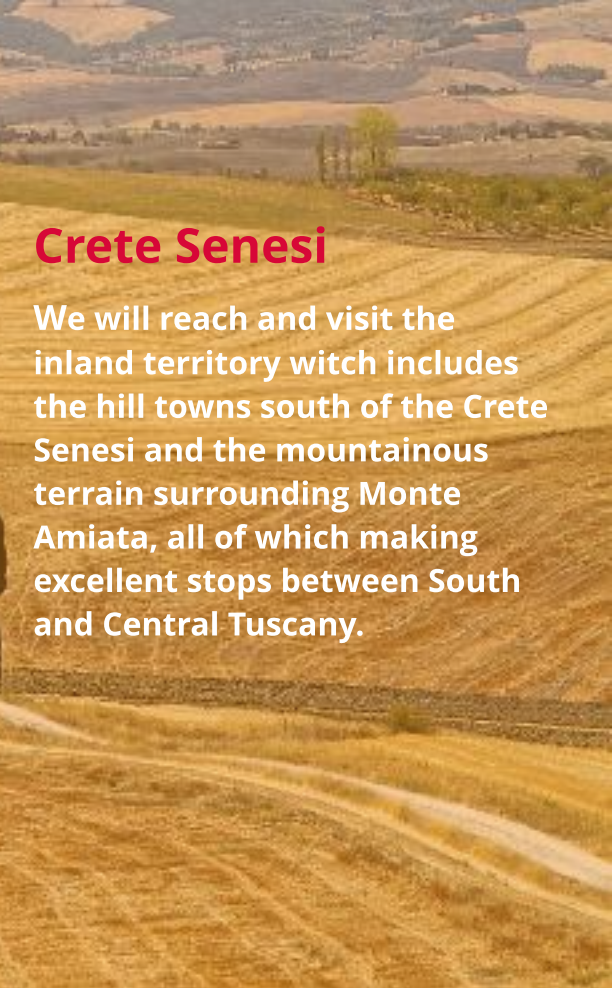 Crete Senesi
We will reach and visit the
inland territory witch includes
the hill towns south of the Crete
Senesi and the mountainous
terrain surrounding Monte
Amiata, all of which making
excellent stops between South
and Central Tuscany.